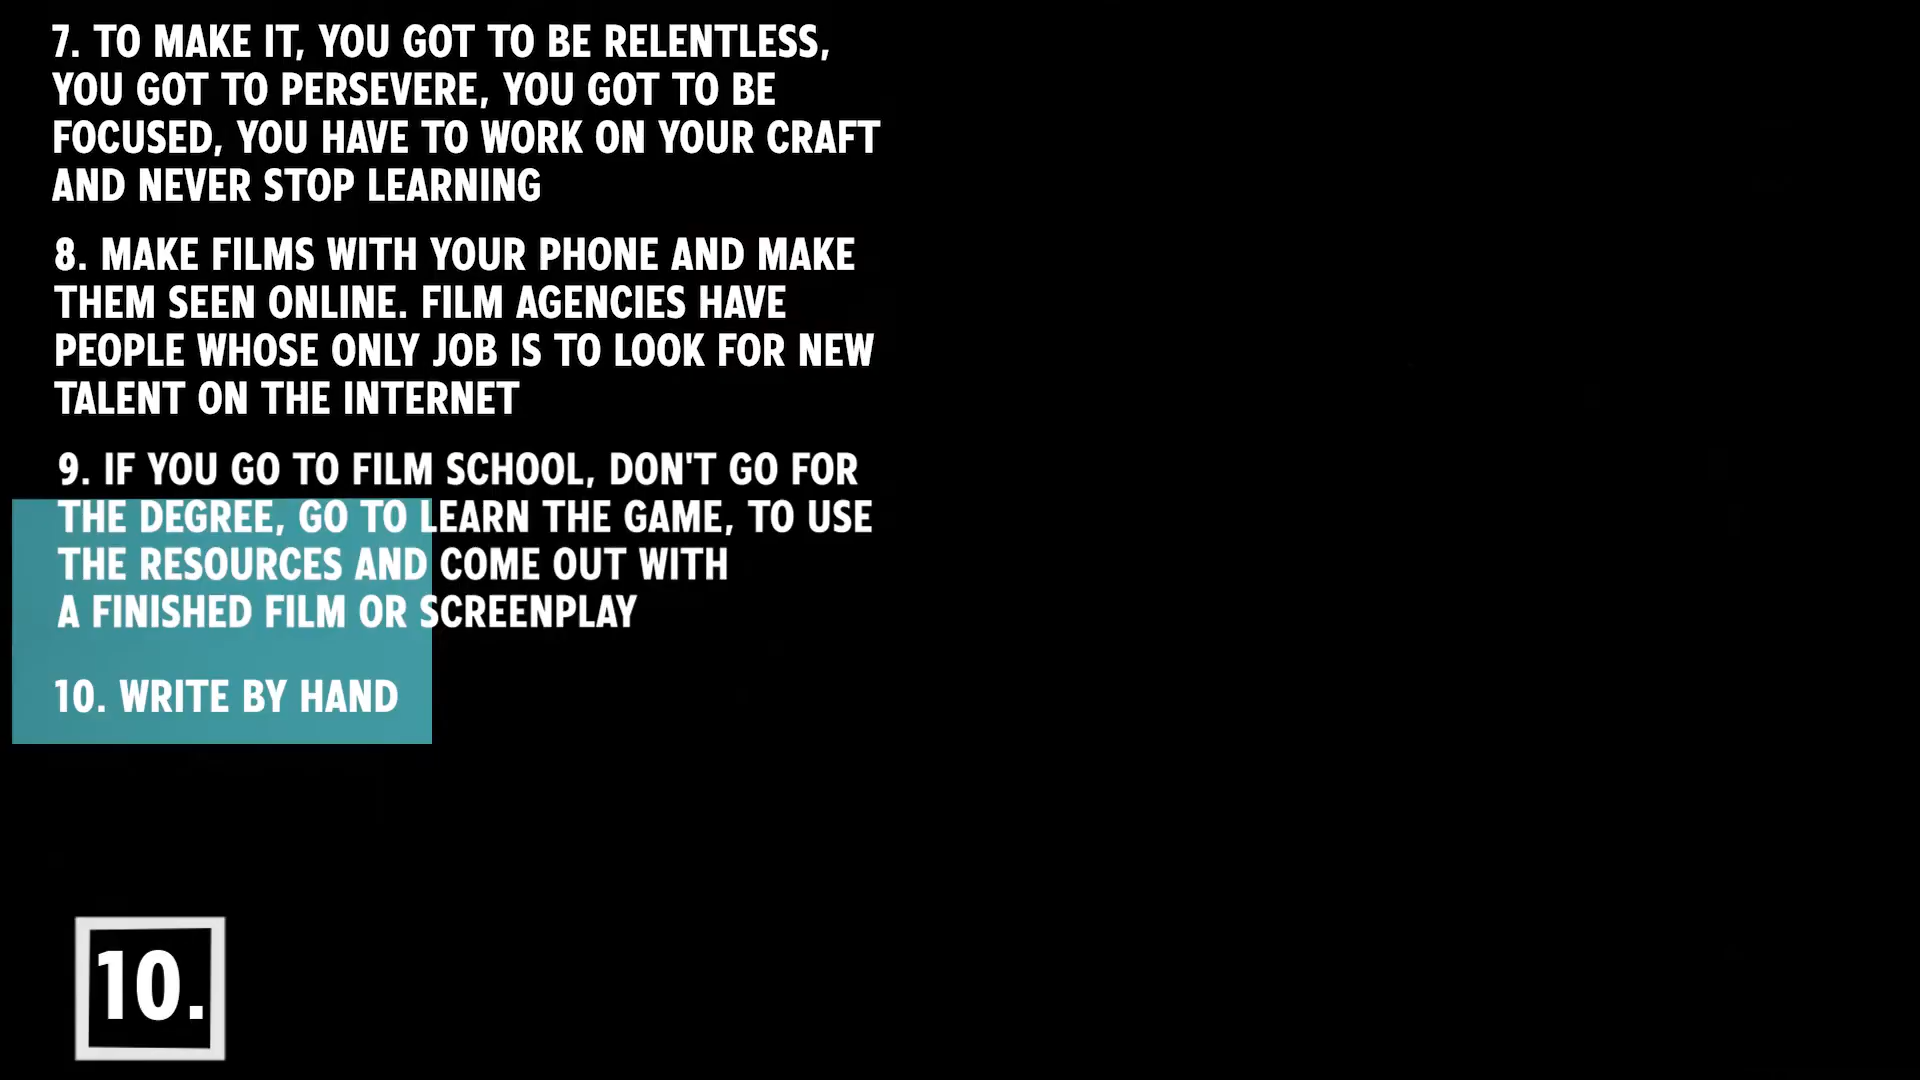 7. TO MAKE IT, YOU GOT TO BE RELENTLESS,
YOU GOT TO PERSEVERE, YOU GOT TO BE
FOCUSED, YOU HAVE TO WORK ON YOUR CRAFT
AND NEVER STOP LEARNING
8. MAKE FILMS WITH YOUR PHONE AND MAKE
THEM SEEN ONLINE. FILM AGENCIES HAVE
PEOPLE WHOSE ONLY JOB IS TO LOOK FOR NEW
TALENT ON THE INTERNET
9. IF YOU GO TO FILM SCHOOL, DON'T GO FOR
THE DEGREE, GO TO LEARN THE GAME, TO USE
THE RESOURCES AND COME OUT WITH
A FINISHED FILM OR SCREENPLAY
10. WRITE BY HAND
10.